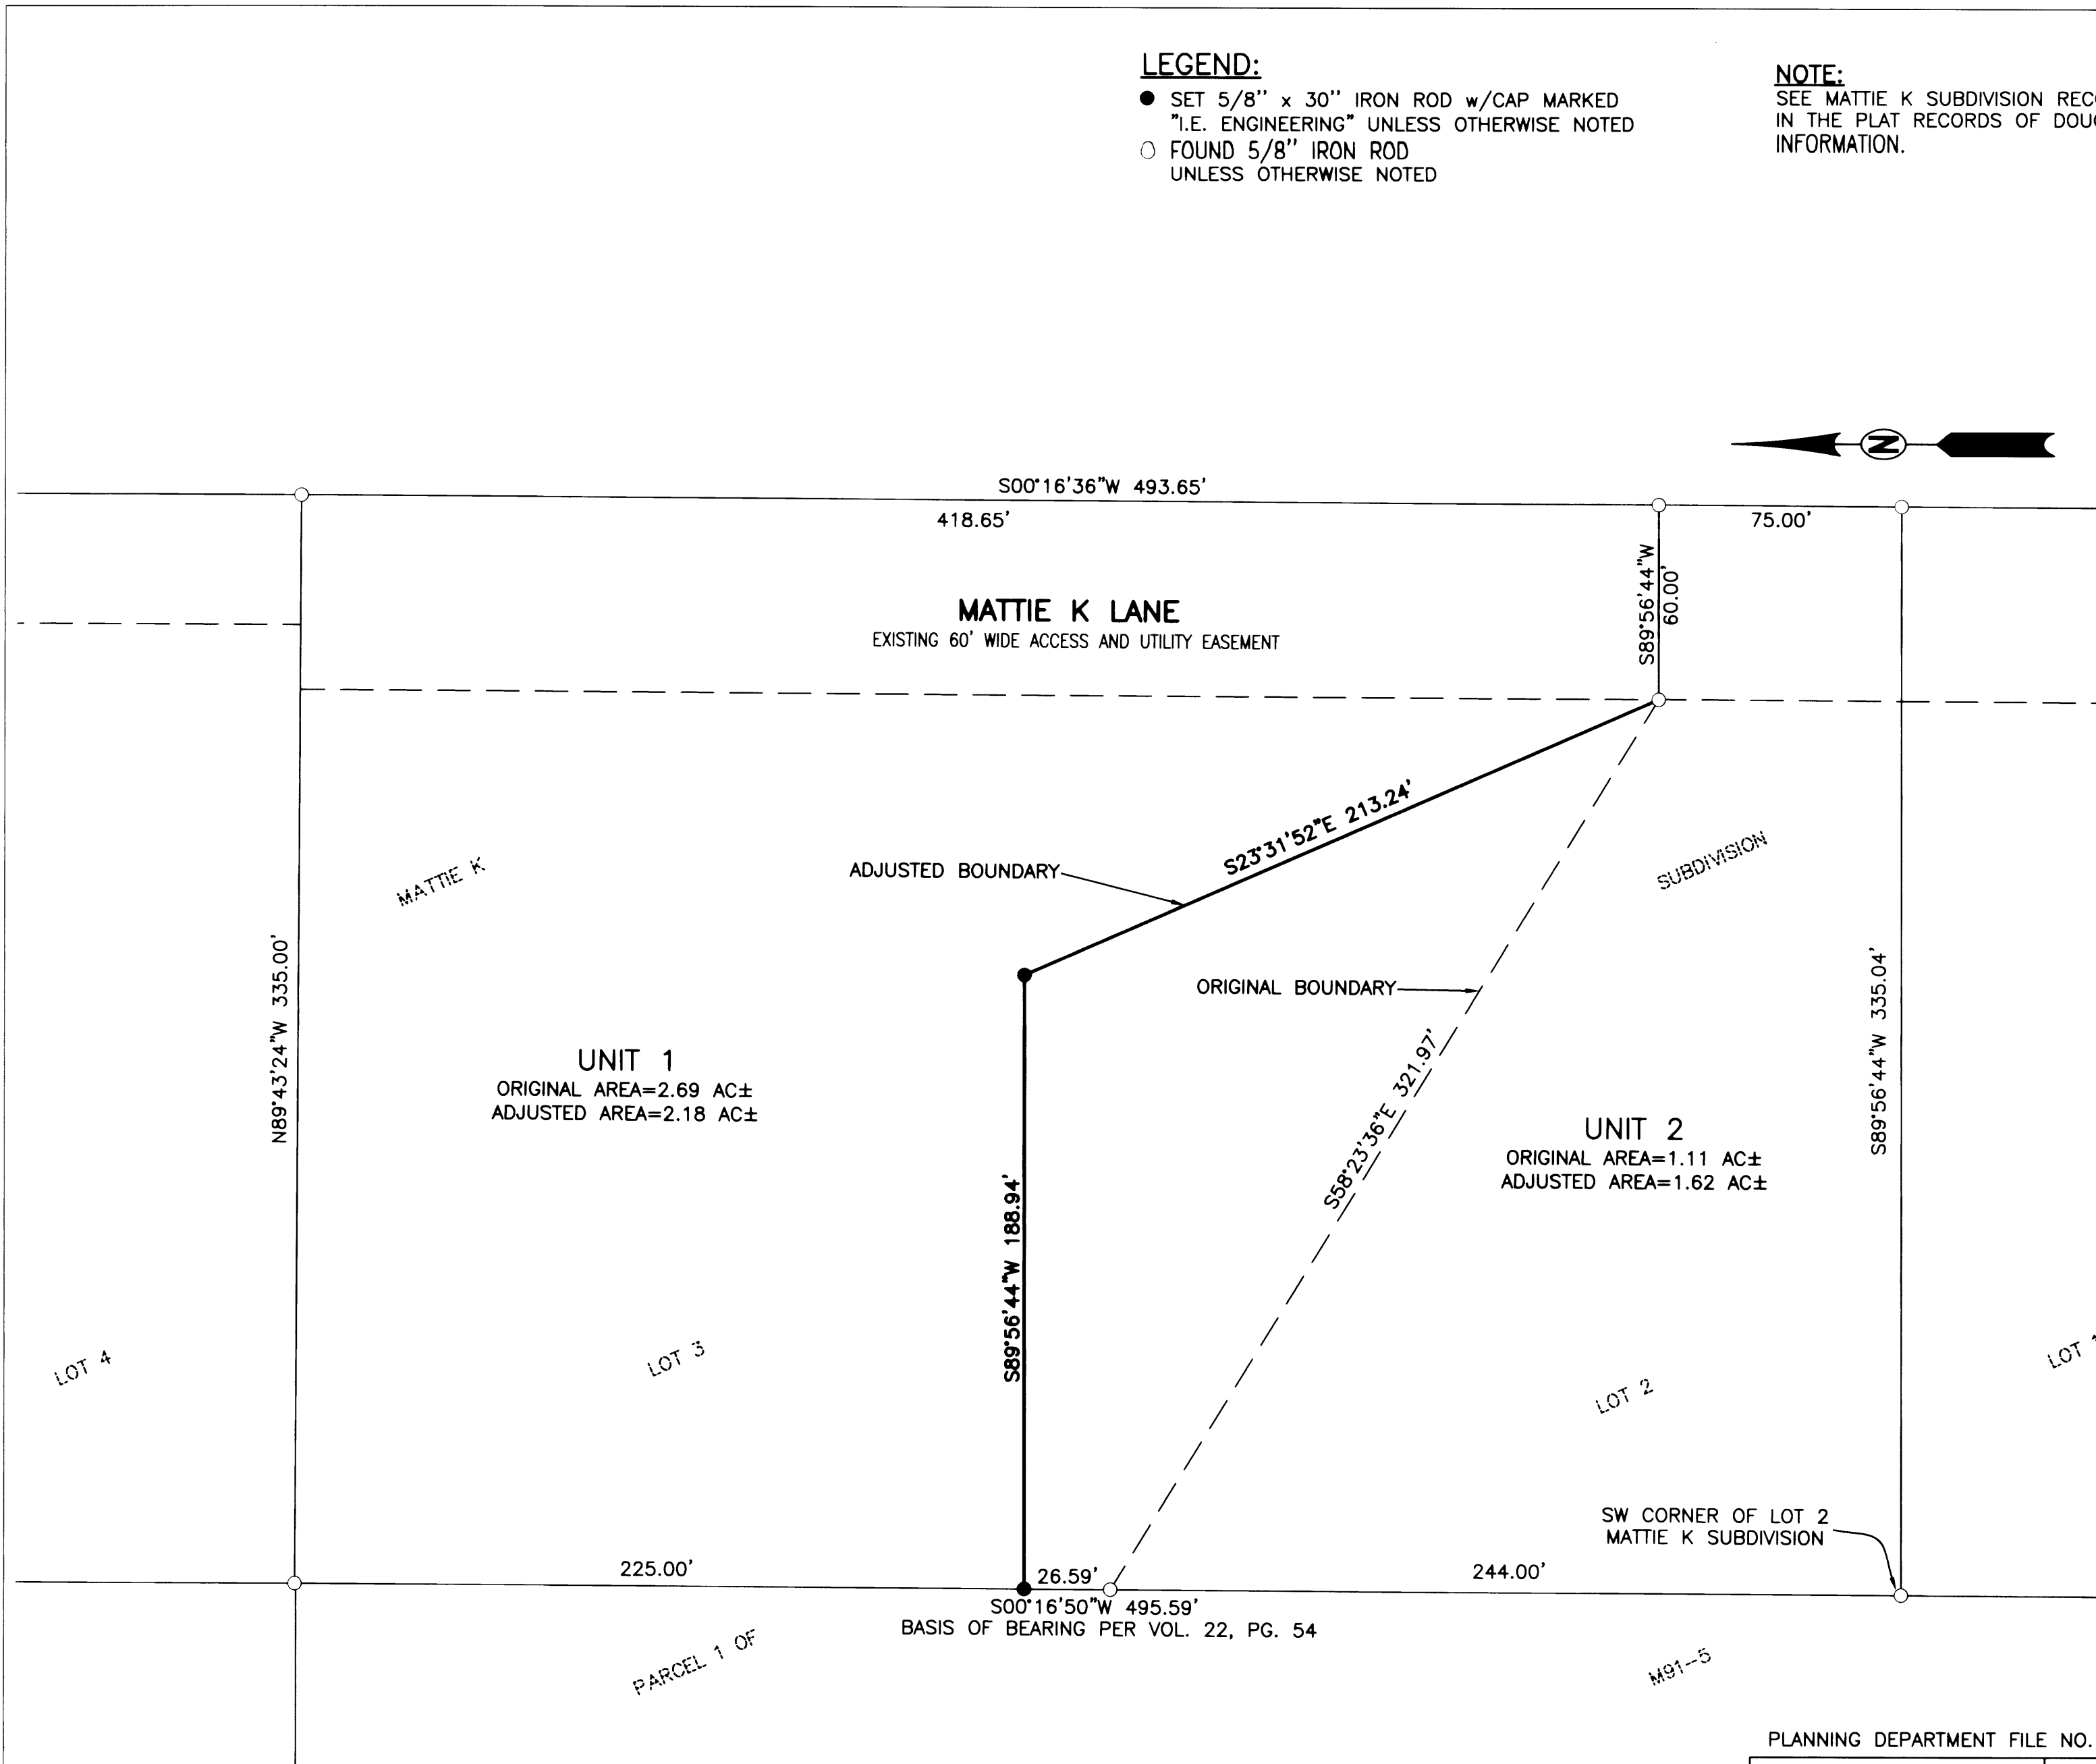 LEGEND:
SET 5/8" x 30" IRON ROD w/CAP MARKED
"I.E. ENGINEERING" UNLESS OTHERWISE NOTED
FOUND 5/8" IRON ROD
UNLESS OTHERWISE NOTED
NOTE:
SEE MATTIE K SUBDIVISION
IN THE PLAT RECORDS OF
INFORMATION.
N
S00°16'36"W 493.65'
418.65'
75.00'
S89°56'44"W
60.00'
MATTIE K LANE
EXISTING 60' WIDE ACCESS AND UTILITY EASEMENT
S23°31'52"E 213.24'
ADJUSTED BOUNDARY
MATTIE K
SUBDIVISION
N89°43'24"W 335.00'
ORIGINAL BOUNDARY
S89°56'44"W 335.04'
UNIT 1
ORIGINAL AREA=2.69 AC±
ADJUSTED AREA=2.18 AC±
S58°23'36"E 321.97'
UNIT 2
ORIGINAL AREA=1.11 AC±
ADJUSTED AREA=1.62 AC±
S89°56'44"W 188.94'
LOT 4
LOT 3
LOT 2
LOT
SW CORNER OF LOT 2
MATTIE K SUBDIVISION
225.00'
26.59'
244.00'
S00°16'50"W 495.59'
BASIS OF BEARING PER VOL. 22, PG. 54
PARCEL 1 OF
M91-5
PLANNING DEPARTMENT FILE NO.